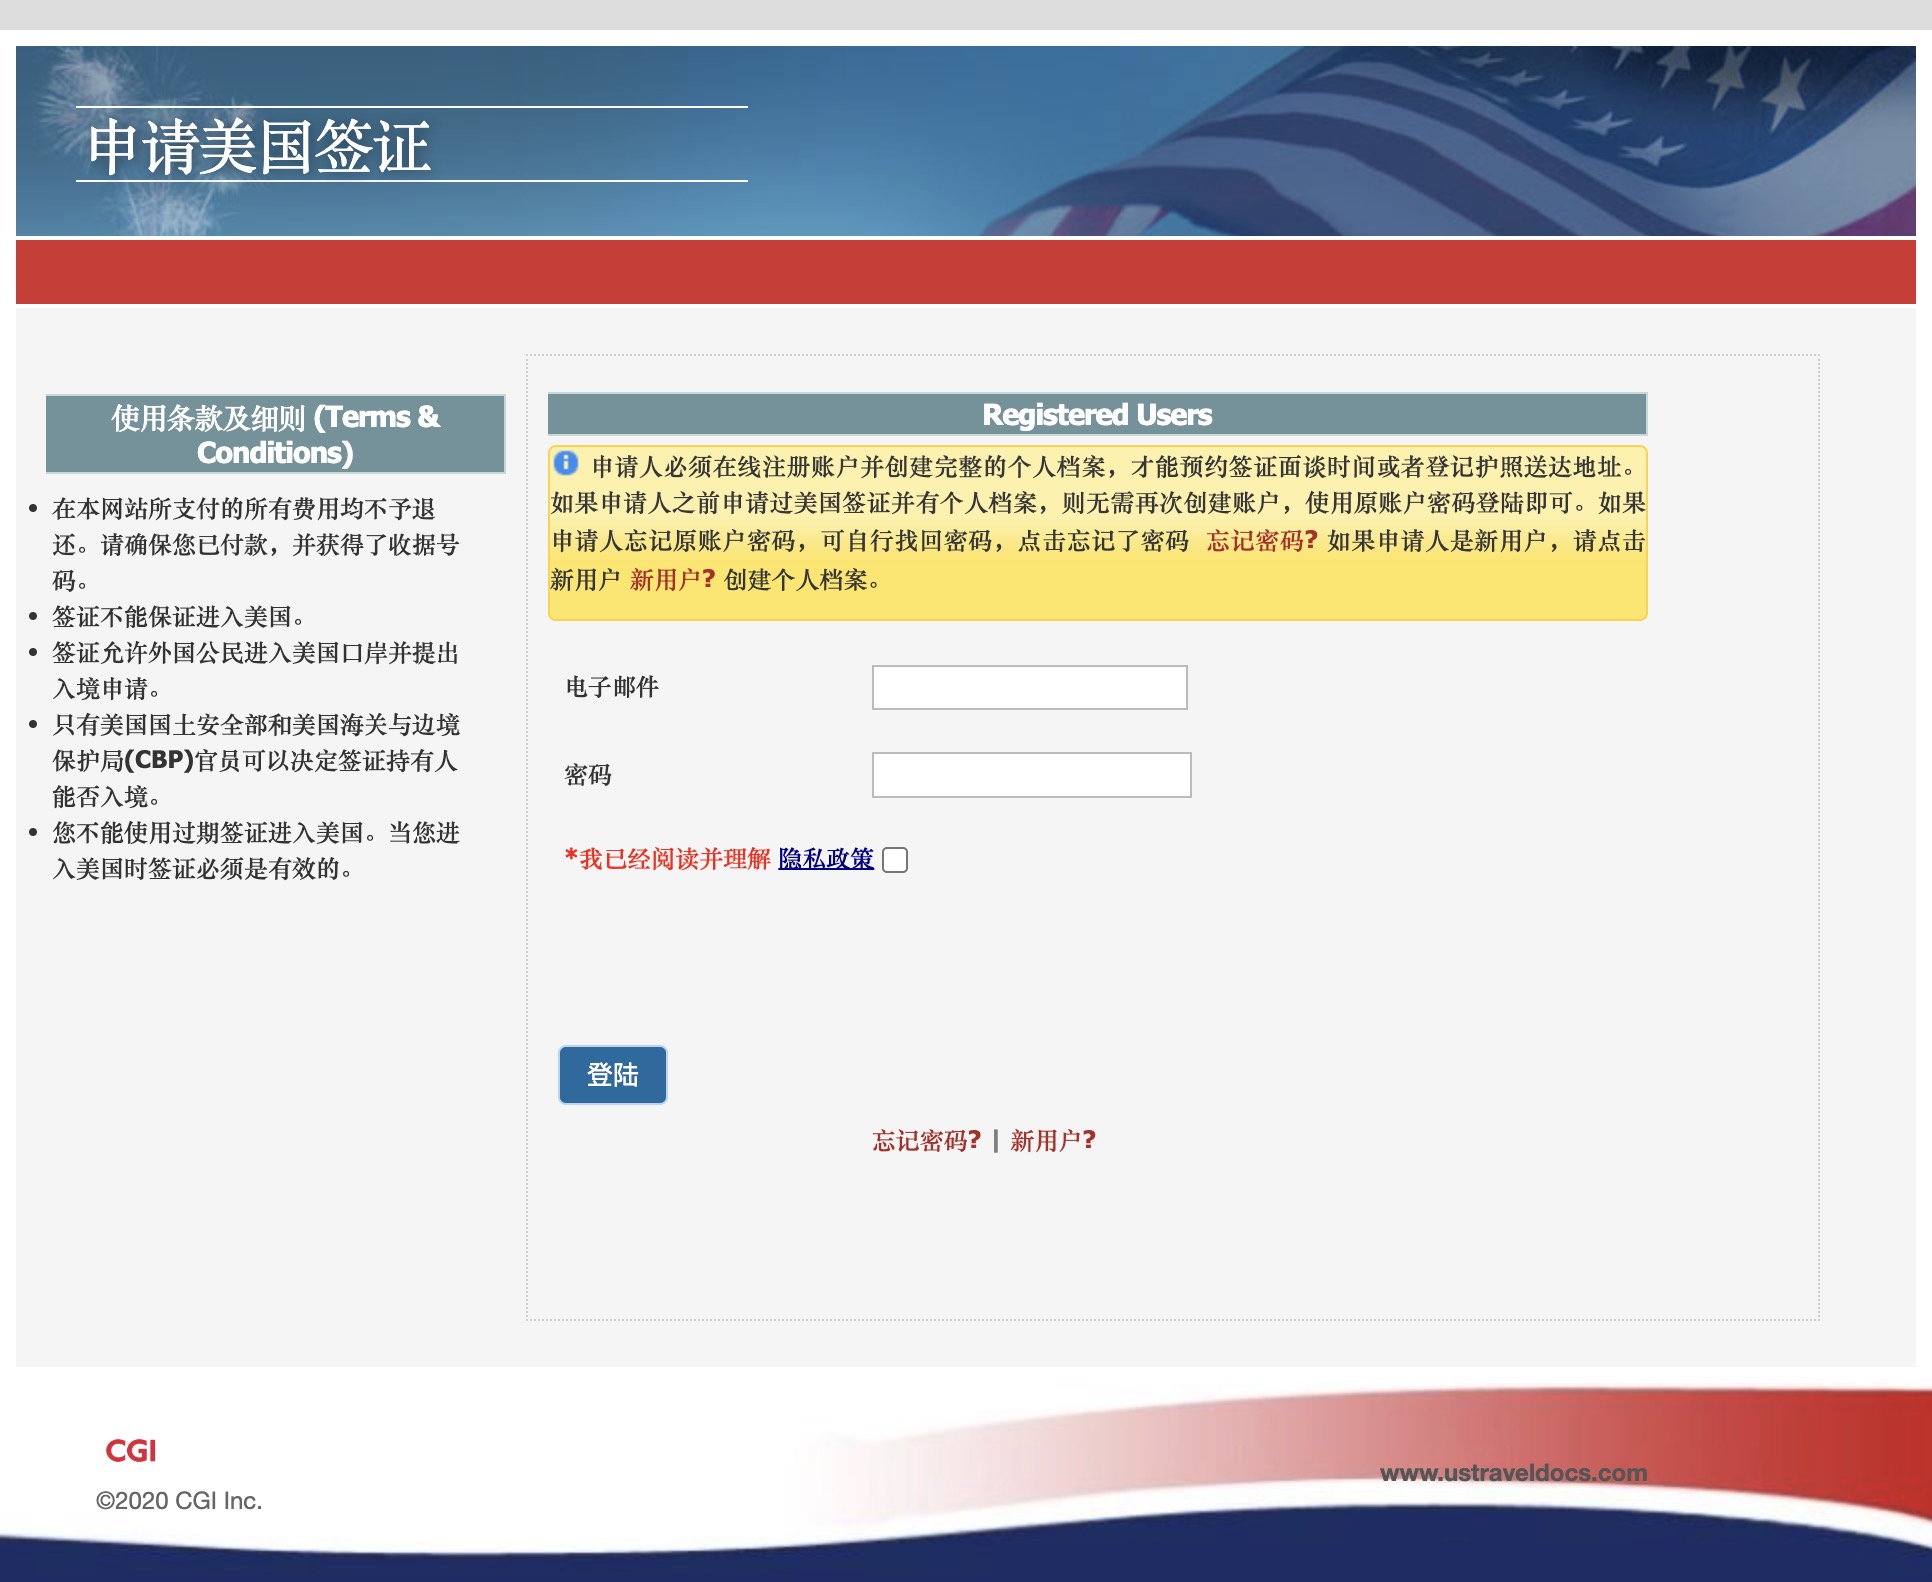 申请美国签证
使用条款及细则 (Terms &
Conditions)
在本网站所支付的所有费用均不予退
还。请确保您已付款，并获得了收据号
码。
签证不能保证进入美国。
签证允许外国公民进入美国口岸并提出
入境申请。
只有美国国土安全部和美国海关与边境
保护局(CBP)官员可以决定签证持有人
能否入境。
您不能使用过期签证进入美国。当您进
入美国时签证必须是有效的。
Registered Users
申请人必须在线注册账户并创建完整的个人档案，才能预约签证面谈时间或者登记护照送达地址。
如果申请人之前申请过美国签证并有个人档案，则无需再次创建账户，使用原账户密码登陆即可。如果
申请人忘记原账户密码，可自行找回密码，点击忘记了密码 忘记密码? 如果申请人是新用户，请点击
新用户 新用户? 创建个人档案。
电子邮件
密码
*我已经阅读并理解 隐私政策
登陆
忘记密码? | 新用户?
CGI
©2020 CGI Inc.
www.ustraveldocs.com